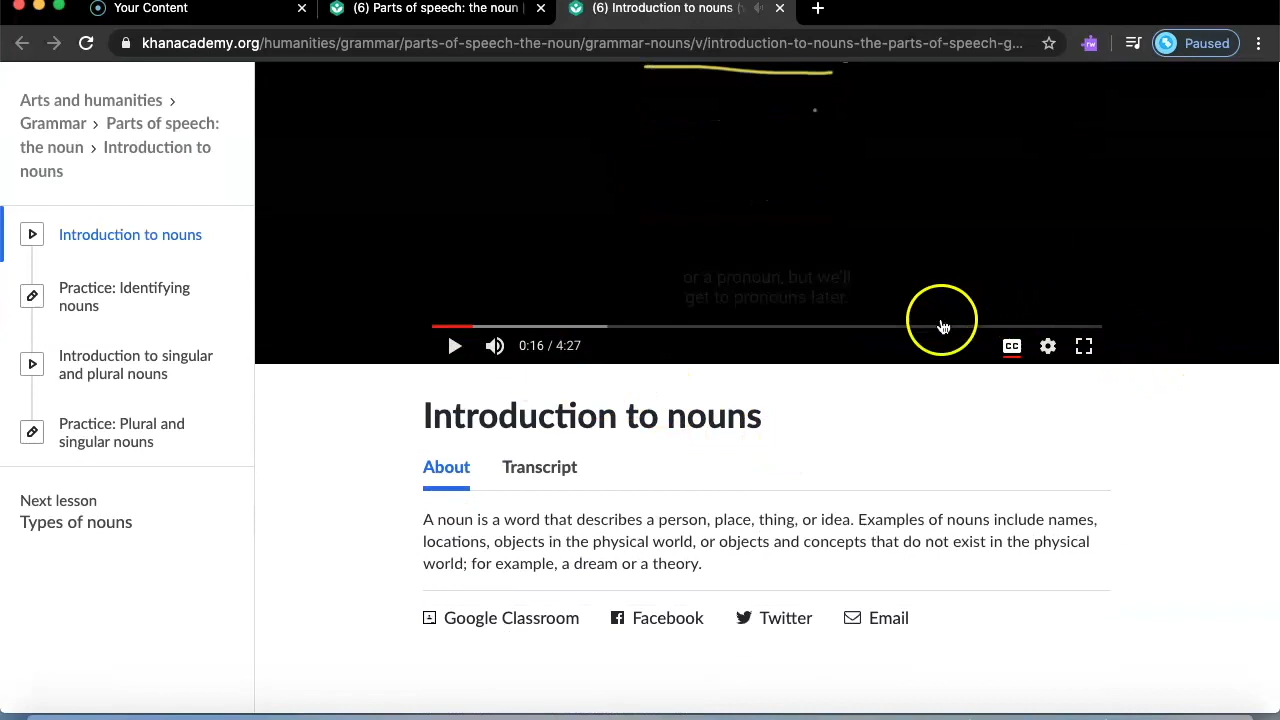 Your Content
(6) Parts of speech: the noun |
(6) Introduction to nouns (
khanacademy.org/humanities/grammar/parts-of-speech-the-noun/grammar-nouns/v/introduction-to-nouns-the-parts-of-speech-g...
Paused
Arts and humanities ›
Grammar › Parts of speech:
the noun › Introduction to
nouns
Introduction to nouns
Practice: Identifying
nouns
Introduction to singular
and plural nouns
Practice: Plural and
singular nouns
Next lesson
Types of nouns
or a pronoun, but we'll
get to pronouns later.
0:16 / 4:27
CC
Introduction to nouns
About Transcript
A noun is a word that describes a person, place, thing, or idea. Examples of nouns include names,
locations, objects in the physical world, or objects and concepts that do not exist in the physical
world; for example, a dream or a theory.
Google Classroom Facebook Twitter Email